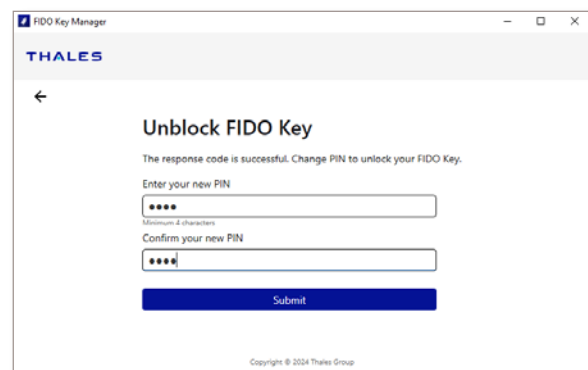 FIDO Key Manager
THALES
Unblock FIDO Key
The response code is successful. Change PIN to unlock your FIDO Key.
Enter your new PIN
••••
Minimum 4 characters
Confirm your new PIN
••••
Submit
Copyright © 2024 Thales Group